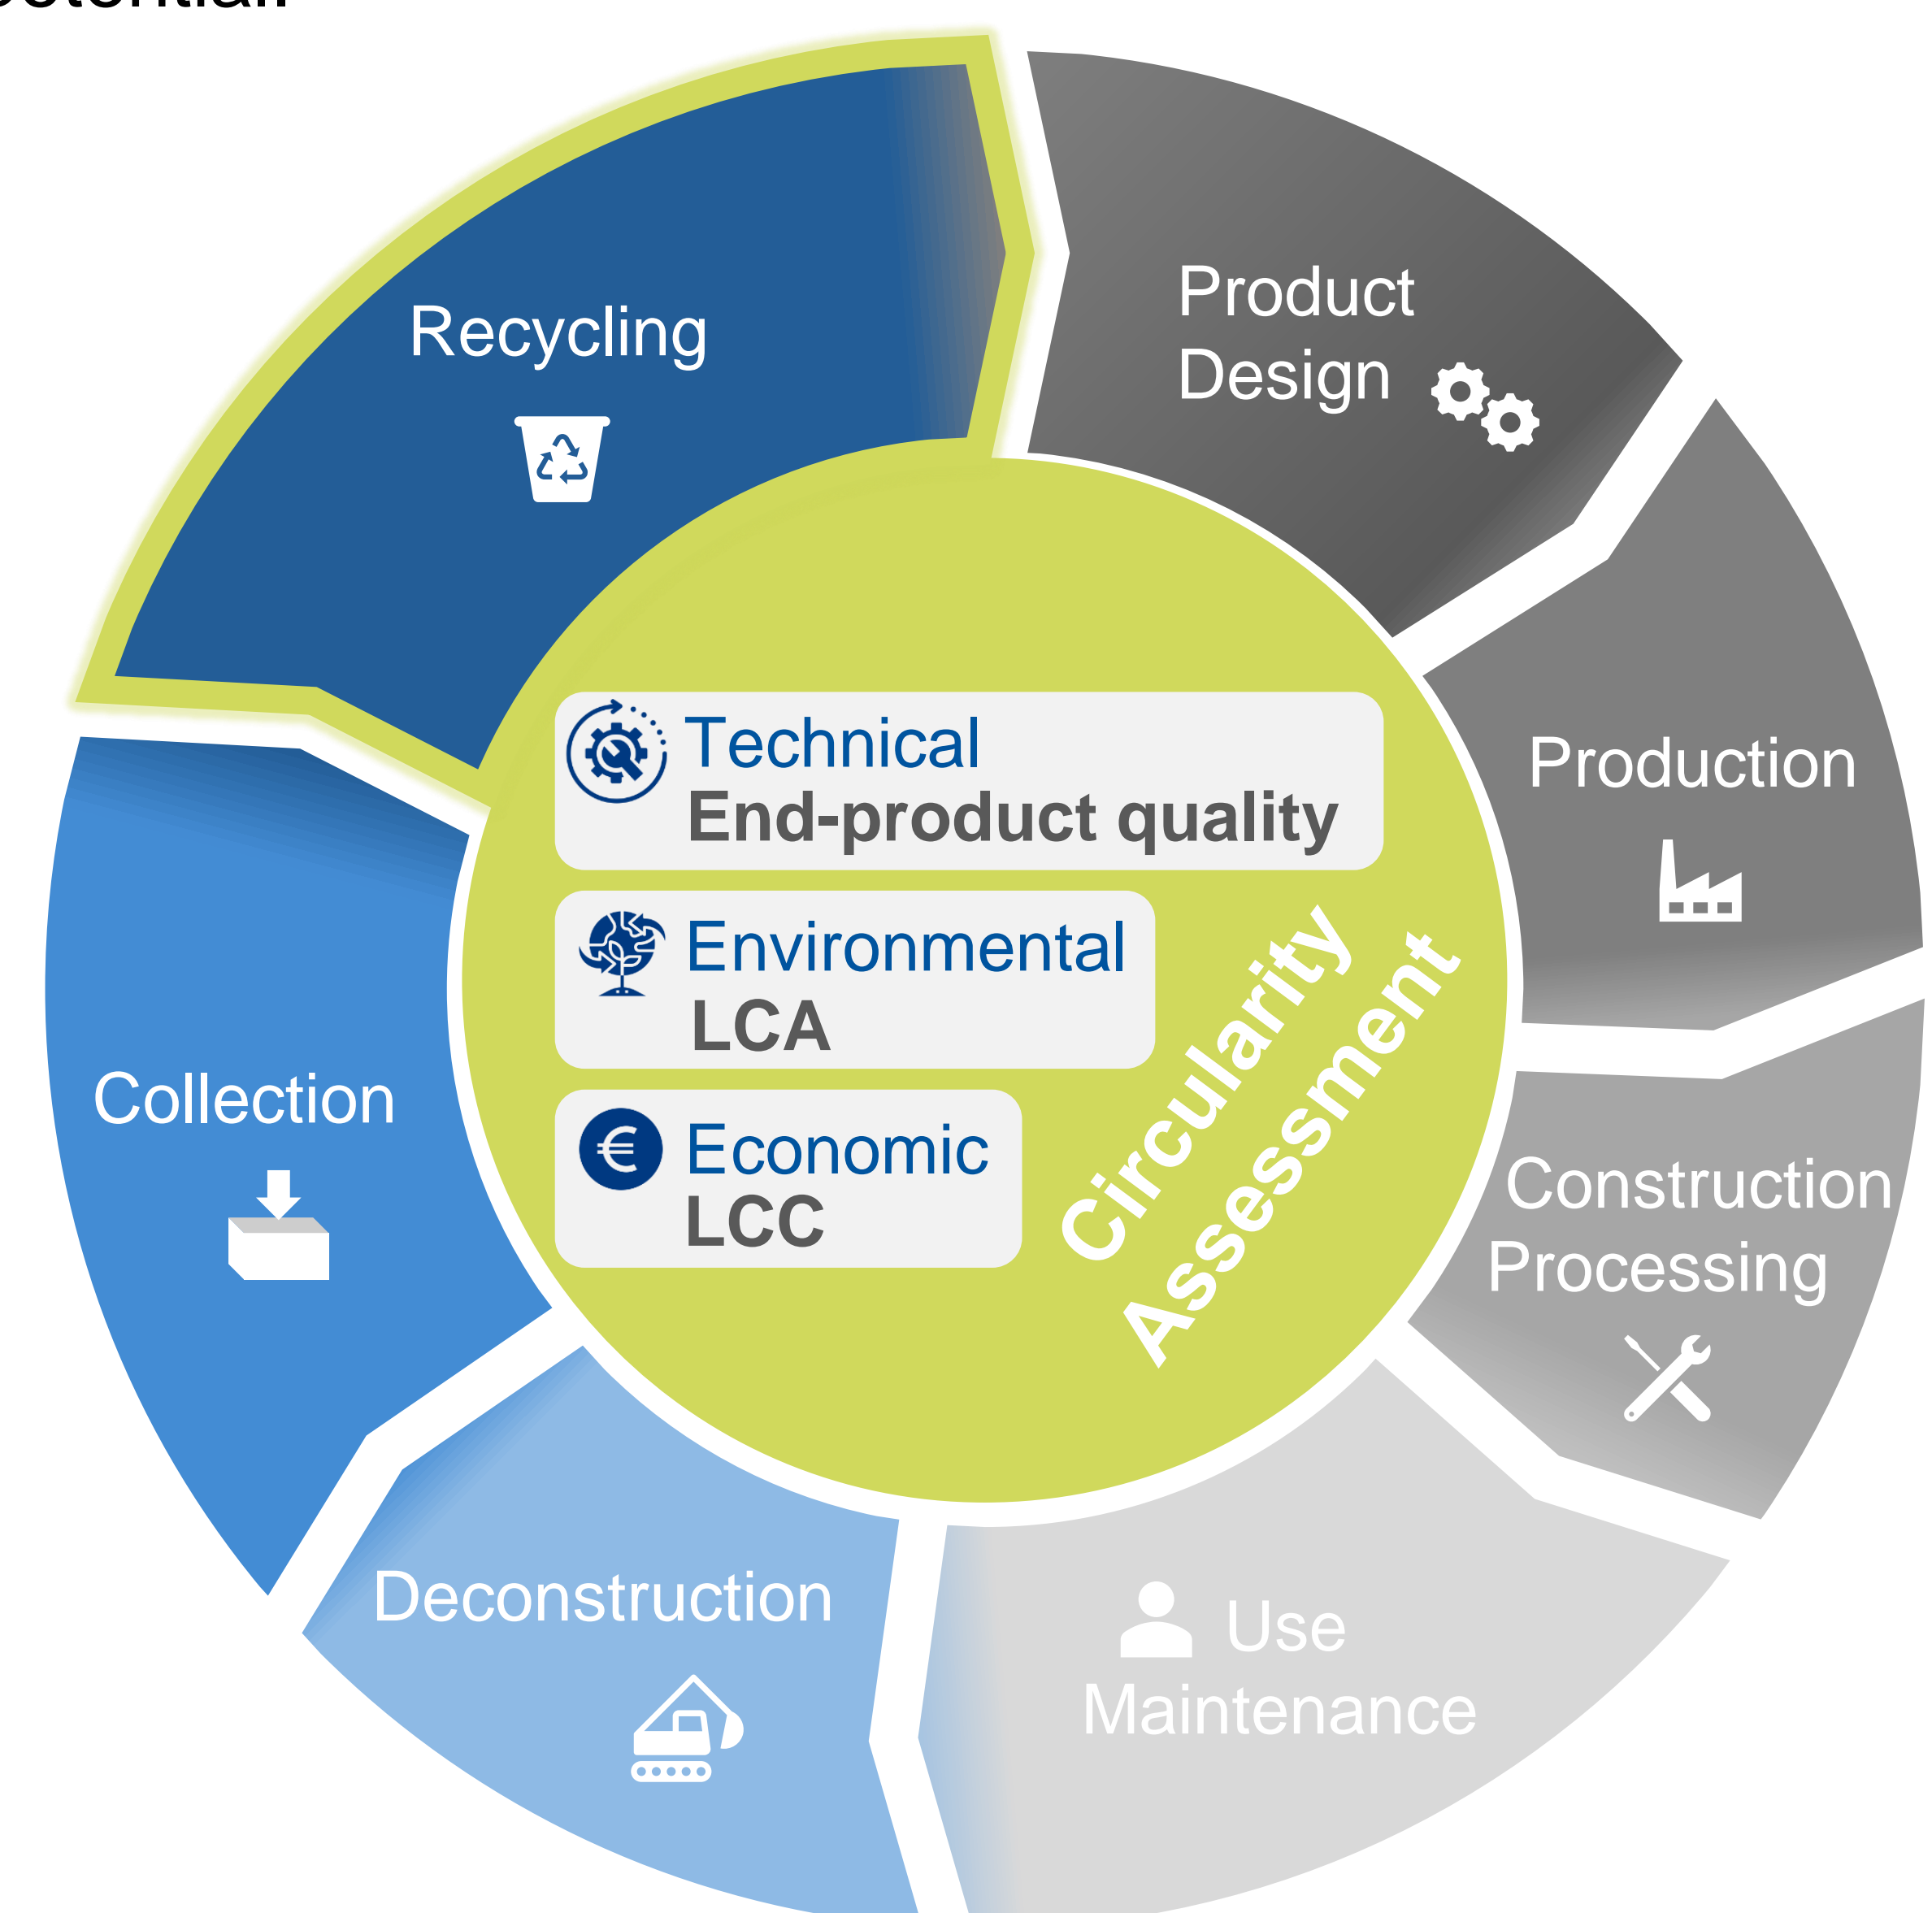 Recycling
Product
Design
Production
Construction
Processing
Use
Maintenance
Deconstruction
Collection
Technical
End-product quality
Environmental
LCA
Economic
LCC
Circularity
Assessment